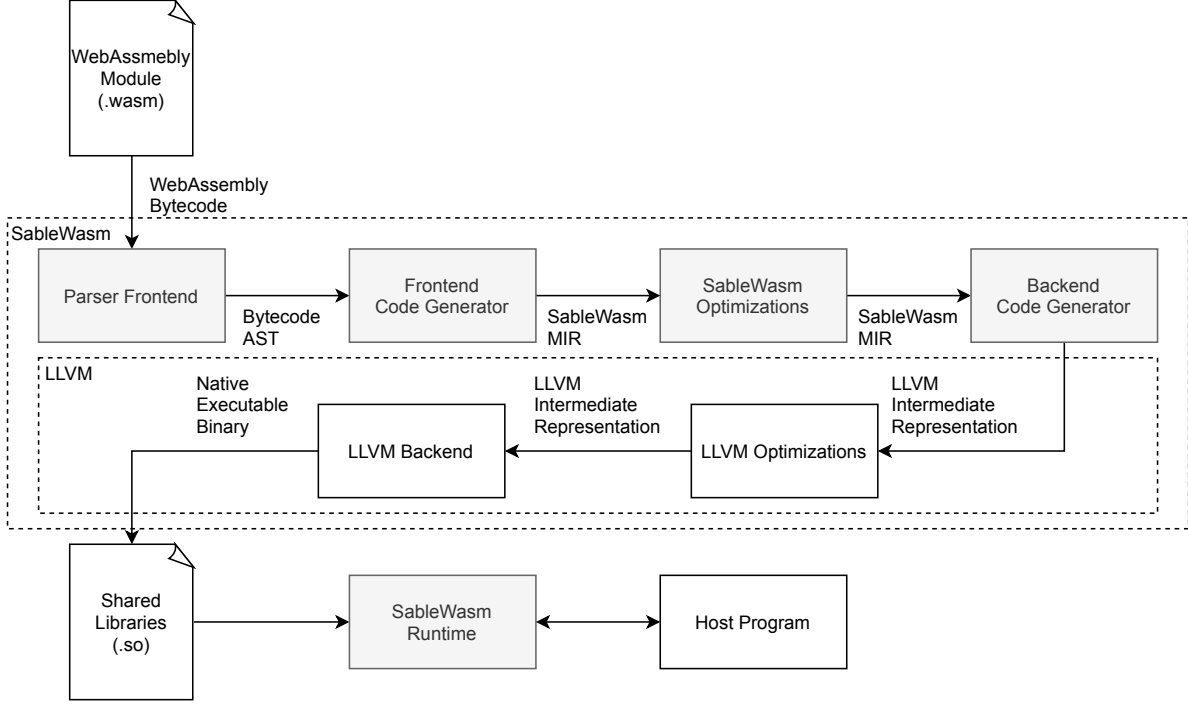 WebAssmebly
Module
(.wasm)
WebAssembly
Bytecode
SableWasm
Parser Frontend
Bytecode
AST
Frontend
Code Generator
SableWasm
MIR
SableWasm
Optimizations
SableWasm
MIR
Backend
Code Generator
LLVM
Native
Executable
Binary
LLVM Backend
LLVM
Intermediate
Representation
LLVM Optimizations
LLVM
Intermediate
Representation
Shared
Libraries
(.so)
SableWasm
Runtime
Host Program